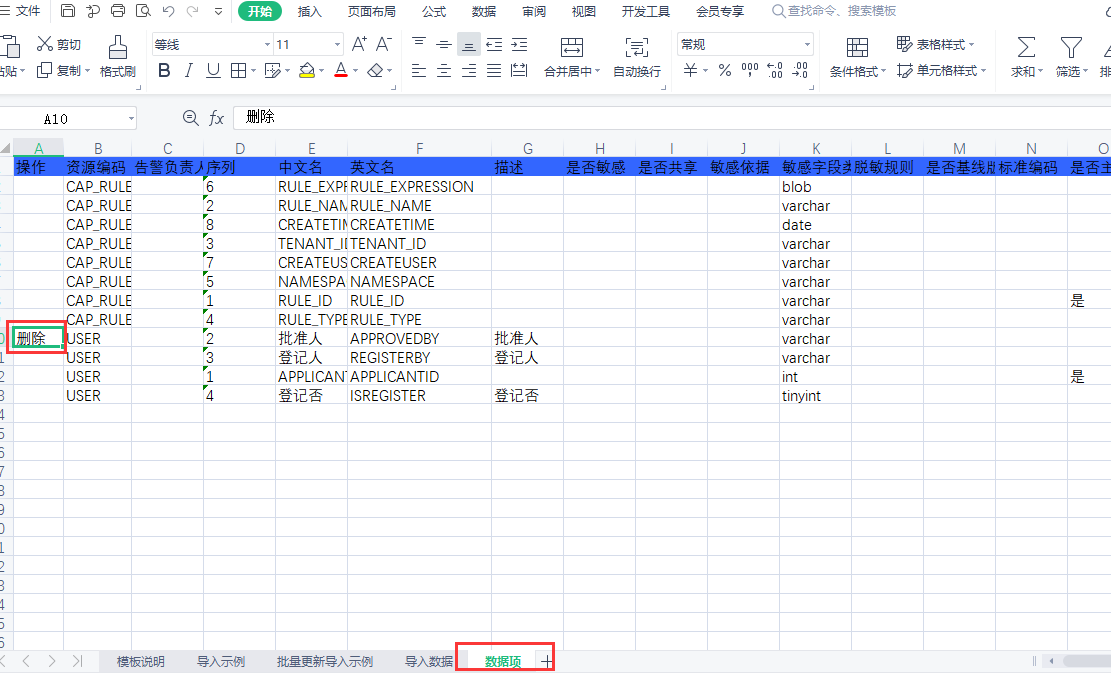 文件 开始 插入 页面布局 公式 数据 审阅 视图 开发工具 会员专享 查找命令、搜索模板
剪切 等线 11 A+ A- 常规 表格样式
粘贴 复制 格式刷 B I U A 合并居中 自动换行 ¥ % 条件格式 单元格样式 求和 筛选 排
A10 fx 删除
A B C D E F G H I J K L M N O
操作 资源编码 告警负责人 序列 中文名 英文名 描述 是否敏感 是否共享 敏感依据 敏感字段类 脱敏规则 是否基线版 标准编码 是否主
CAP_RULE 6 RULE_EXPR RULE_EXPRESSION blob
CAP_RULE 2 RULE_NAM RULE_NAME varchar
CAP_RULE 8 CREATETIM CREATETIME date
CAP_RULE 3 TENANT_ID TENANT_ID varchar
CAP_RULE 7 CREATEUS CREATEUSER varchar
CAP_RULE 5 NAMESPA NAMESPACE varchar
CAP_RULE 1 RULE_ID RULE_ID varchar 是
CAP_RULE 4 RULE_TYPE RULE_TYPE varchar
删除 USER 2 批准人 APPROVEDBY 批准人 varchar
USER 3 登记人 REGISTERBY 登记人 varchar
USER 1 APPLICANT APPLICANTID int 是
USER 4 登记否 ISREGISTER 登记否 tinyint
模板说明 导入示例 批量更新导入示例 导入数据 数据项 +